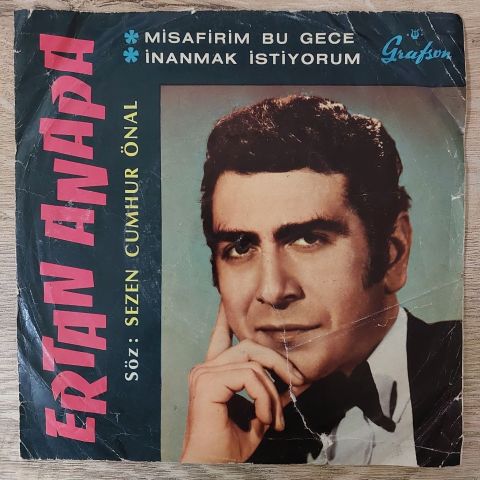 * MİSAFİRİM BU GECE
* İNANMAK İSTİYORUM
Grafson
ERTAN ANAPA
Söz: SEZEN CUMHUR ÖNAL